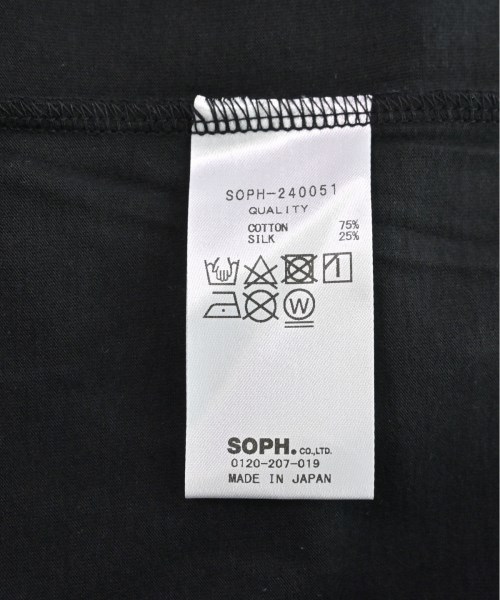 SOPH-240051
QUALITY
COTTON 75%
SILK 25%
W
SOPH. CO.,LTD.
0120-207-019
MADE IN JAPAN